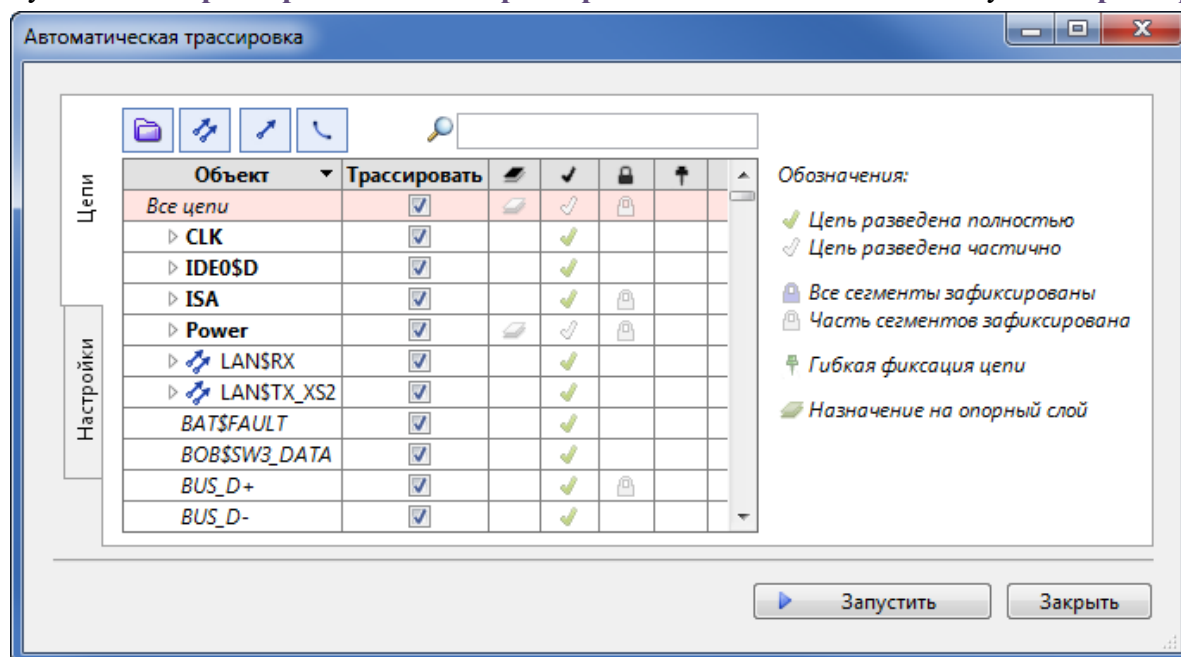 Автоматическая трассировка
Цепи
Настройки
Объект Трассировать
Все цепи
CLK
IDE0$D
ISA
Power
LAN$RX
LAN$TX_XS2
BAT$FAULT
BOB$SW3_DATA
BUS_D+
BUS_D-
Обозначения:
Цепь разведена полностью
Цепь разведена частично
Все сегменты зафиксированы
Часть сегментов зафиксирована
Гибкая фиксация цепи
Назначение на опорный слой
Запустить
Закрыть